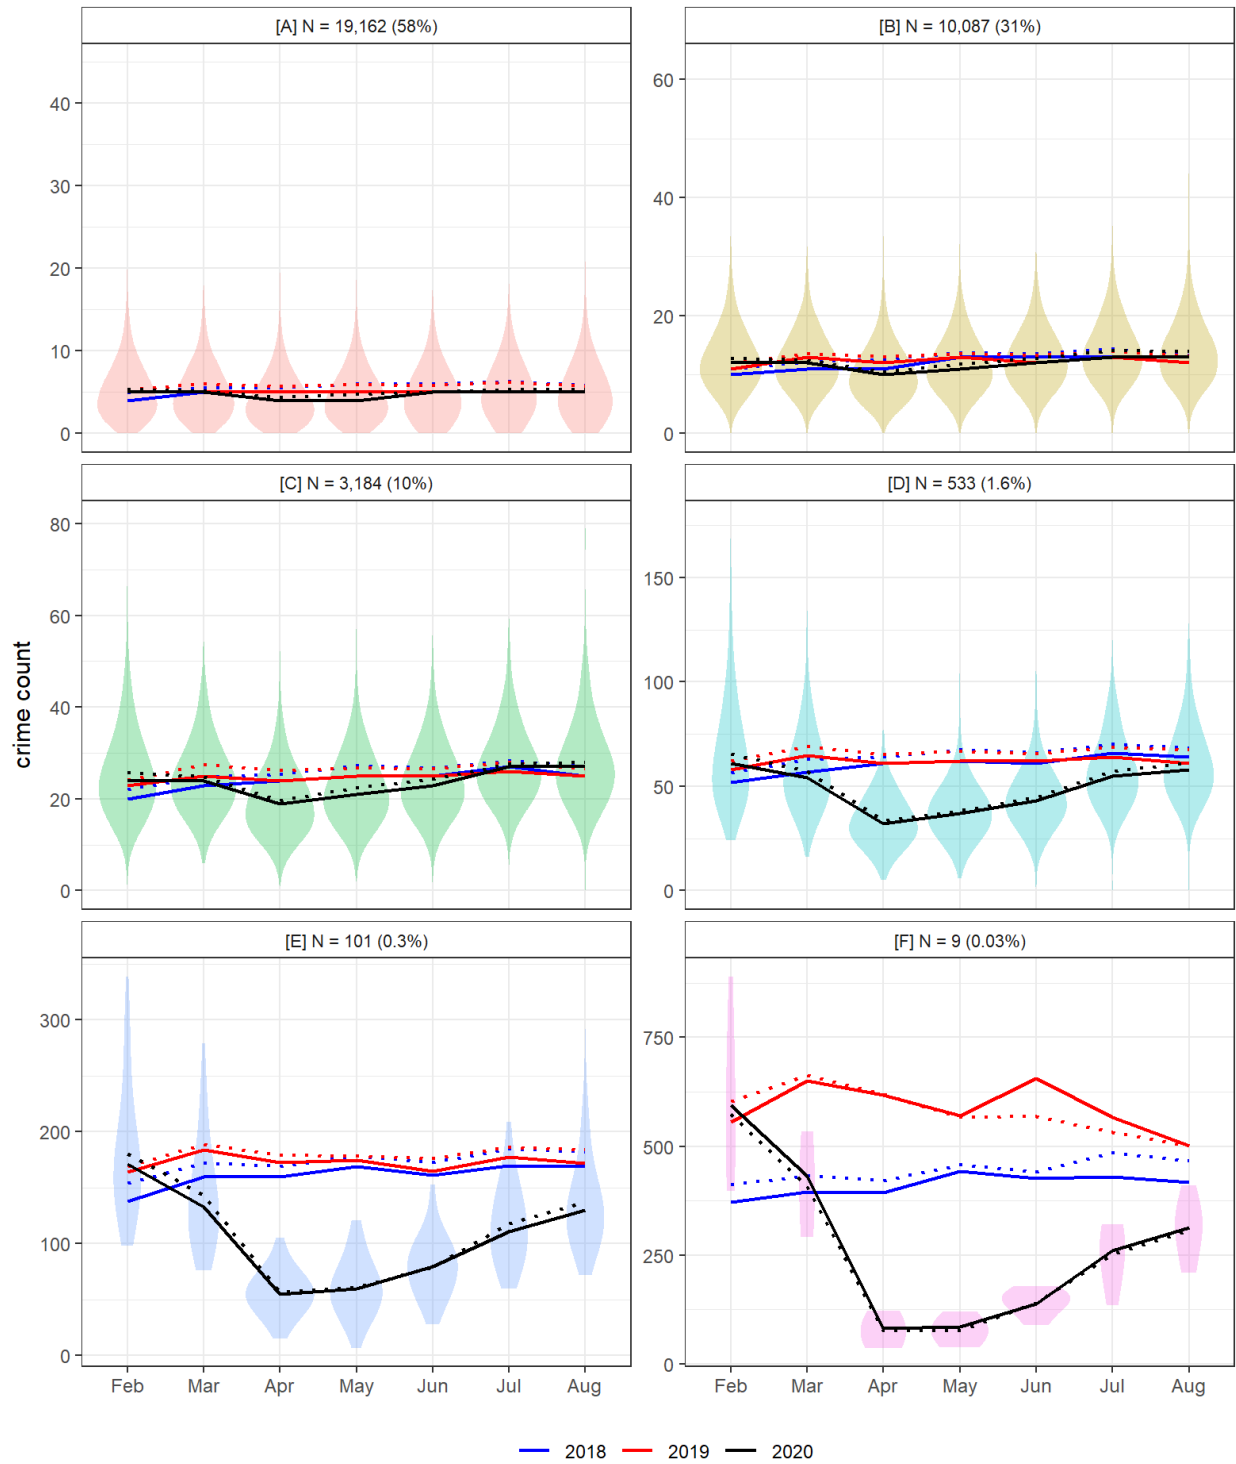 [A] N = 19,162 (58%)
[B] N = 10,087 (31%)
40
30
20
10
0
60
40
20
0
[C] N = 3,184 (10%)
[D] N = 533 (1.6%)
80
60
40
20
0
150
100
50
0
crime count
[E] N = 101 (0.3%)
[F] N = 9 (0.03%)
300
200
100
0
750
500
250
0
Feb Mar Apr May Jun Jul Aug
Feb Mar Apr May Jun Jul Aug
2018 2019 2020